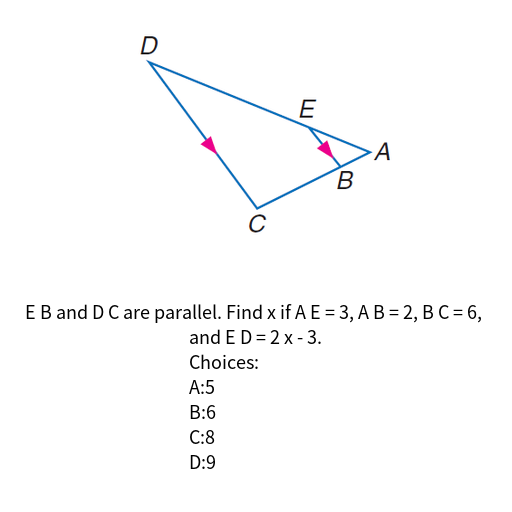 D
E
A
B
C
E B and D C are parallel. Find x if A E = 3, A B = 2, B C = 6,
and E D = 2 x - 3.
Choices:
A:5
B:6
C:8
D:9